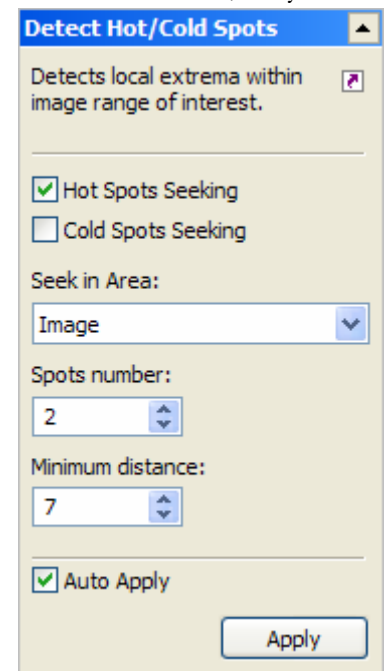 Detect Hot/Cold Spots
Detects local extrema within
image range of interest.
Hot Spots Seeking
Cold Spots Seeking
Seek in Area:
Image
Spots number:
2
Minimum distance:
7
Auto Apply
Apply